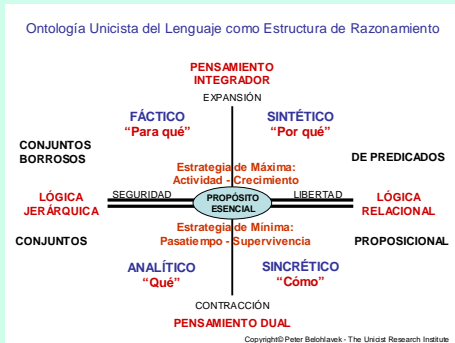 Ontología Unicista del Lenguaje como Estructura de Razonamiento
PENSAMIENTO
INTEGRADOR
EXPANSIÓN
FÁCTICO
“Para qué”
SINTÉTICO
“Por qué”
CONJUNTOS
BORROSOS
DE PREDICADOS
Estrategia de Máxima:
Actividad - Crecimiento
LÓGICA
JERÁRQUICA
SEGURIDAD
PROPÓSITO
ESENCIAL
LIBERTAD
LÓGICA
RELACIONAL
Estrategia de Mínima:
Pasatiempo - Supervivencia
CONJUNTOS
PROPOSICIONAL
ANALÍTICO
“Qué”
SINCRÉTICO
“Cómo”
CONTRACCIÓN
PENSAMIENTO DUAL
Copyright© Peter Belohlavek - The Unicist Research Institute